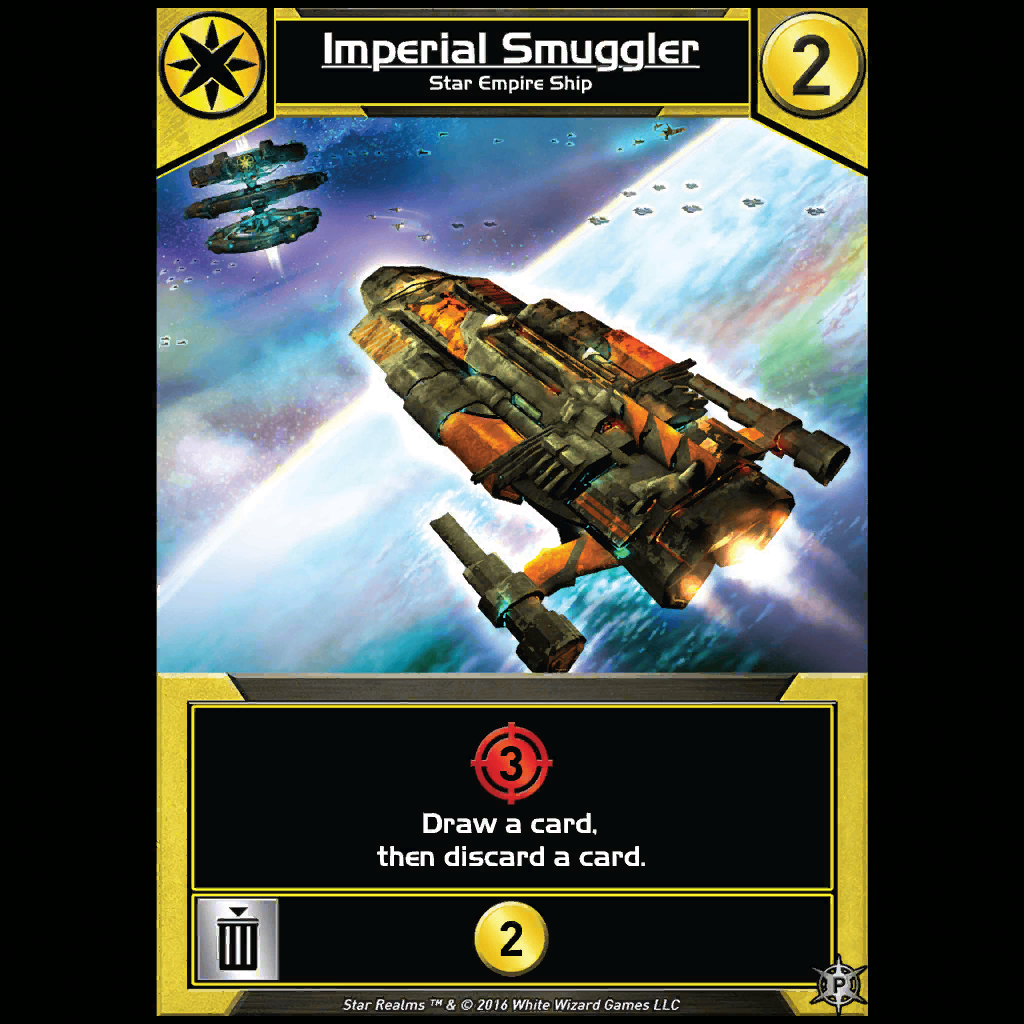 Imperial Smuggler
2
Star Empire Ship
3
Draw a card,
then discard a card.
2
P
Star Realms ™ & © 2016 White Wizard Games LLC